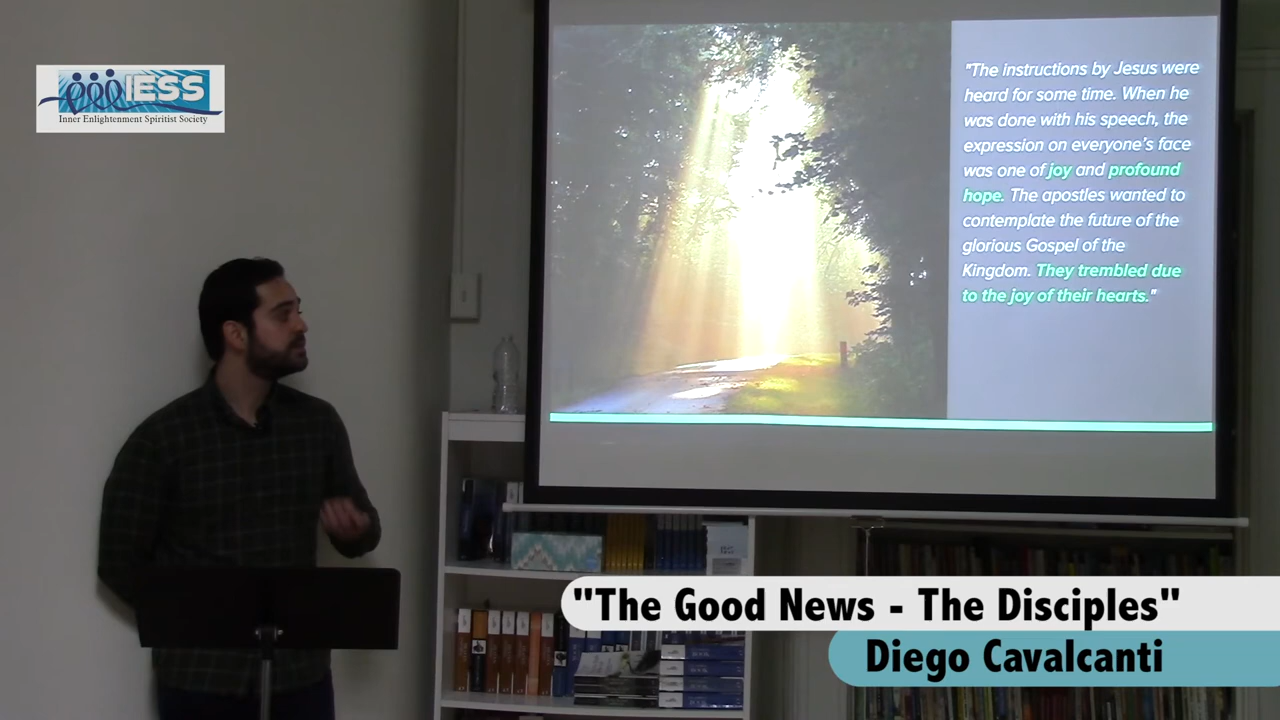 IESS
Inner Enlightenment Spiritist Society
"The instructions by Jesus were
heard for some time. When he
was done with his speech, the
expression on everyone's face
was one of joy and profound
hope. The apostles wanted to
contemplate the future of the
glorious Gospel of the
Kingdom. They trembled due
to the joy of their hearts."
"The Good News - The Disciples"
Diego Cavalcanti